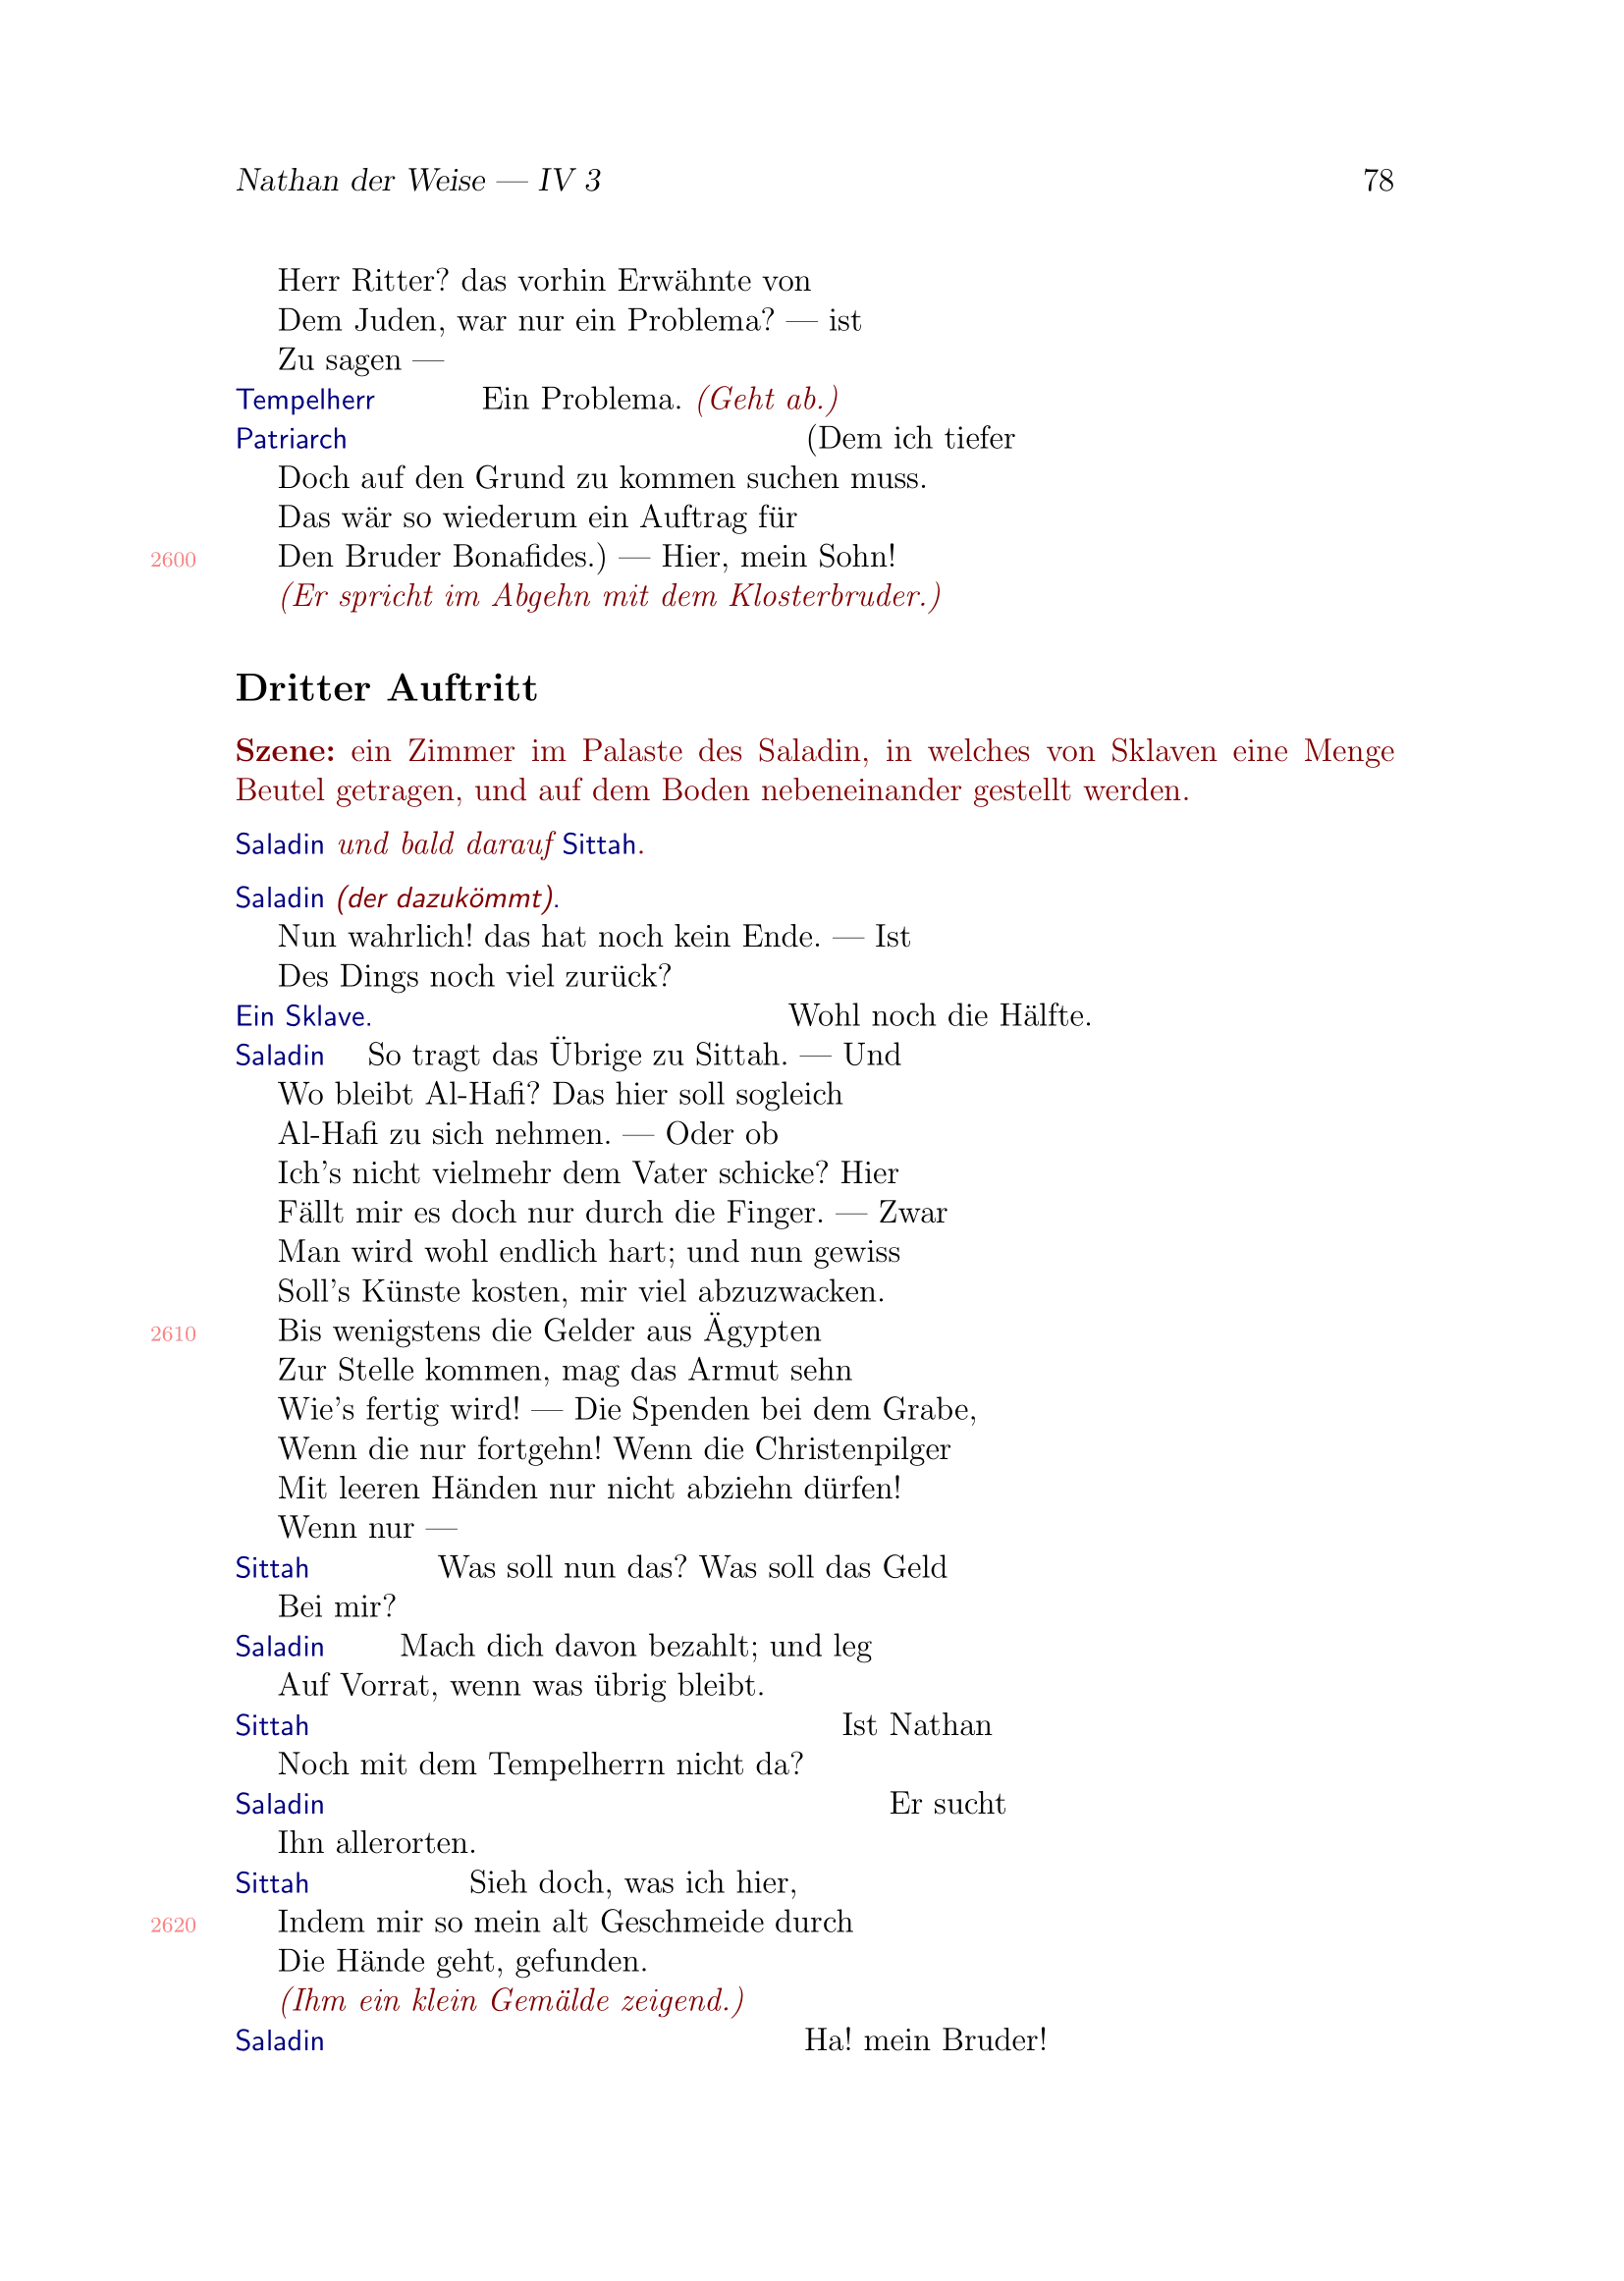 Nathan der Weise — IV 3 78
Herr Ritter? das vorhin Erwähnte von
Dem Juden, war nur ein Problema? — ist
Zu sagen —
Tempelherr Ein Problema. (Geht ab.)
Patriarch (Dem ich tiefer
Doch auf den Grund zu kommen suchen muss.
Das wär so wiederum ein Auftrag für
2600 Den Bruder Bonafides.) — Hier, mein Sohn!
(Er spricht im Abgehn mit dem Klosterbruder.)
Dritter Auftritt
Szene: ein Zimmer im Palaste des Saladin, in welches von Sklaven eine Menge
Beutel getragen, und auf dem Boden nebeneinander gestellt werden.
Saladin und bald darauf Sittah.
Saladin (der dazukömmt).
Nun wahrlich! das hat noch kein Ende. — Ist
Des Dings noch viel zurück?
Ein Sklave. Wohl noch die Hälfte.
Saladin So tragt das Übrige zu Sittah. — Und
Wo bleibt Al-Hafi? Das hier soll sogleich
Al-Hafi zu sich nehmen. — Oder ob
Ich's nicht vielmehr dem Vater schicke? Hier
Fällt mir es doch nur durch die Finger. — Zwar
Man wird wohl endlich hart; und nun gewiss
Soll's Künste kosten, mir viel abzuzwacken.
2610 Bis wenigstens die Gelder aus Ägypten
Zur Stelle kommen, mag das Armut sehn
Wie's fertig wird! — Die Spenden bei dem Grabe,
Wenn die nur fortgehn! Wenn die Christenpilger
Mit leeren Händen nur nicht abziehn dürfen!
Wenn nur —
Sittah Was soll nun das? Was soll das Geld
Bei mir?
Saladin Mach dich davon bezahlt; und leg
Auf Vorrat, wenn was übrig bleibt.
Sittah Ist Nathan
Noch mit dem Tempelherrn nicht da?
Saladin Er sucht
Ihn allerorten.
Sittah Sieh doch, was ich hier,
2620 Indem mir so mein alt Geschmeide durch
Die Hände geht, gefunden.
(Ihm ein klein Gemälde zeigend.)
Saladin Ha! mein Bruder!